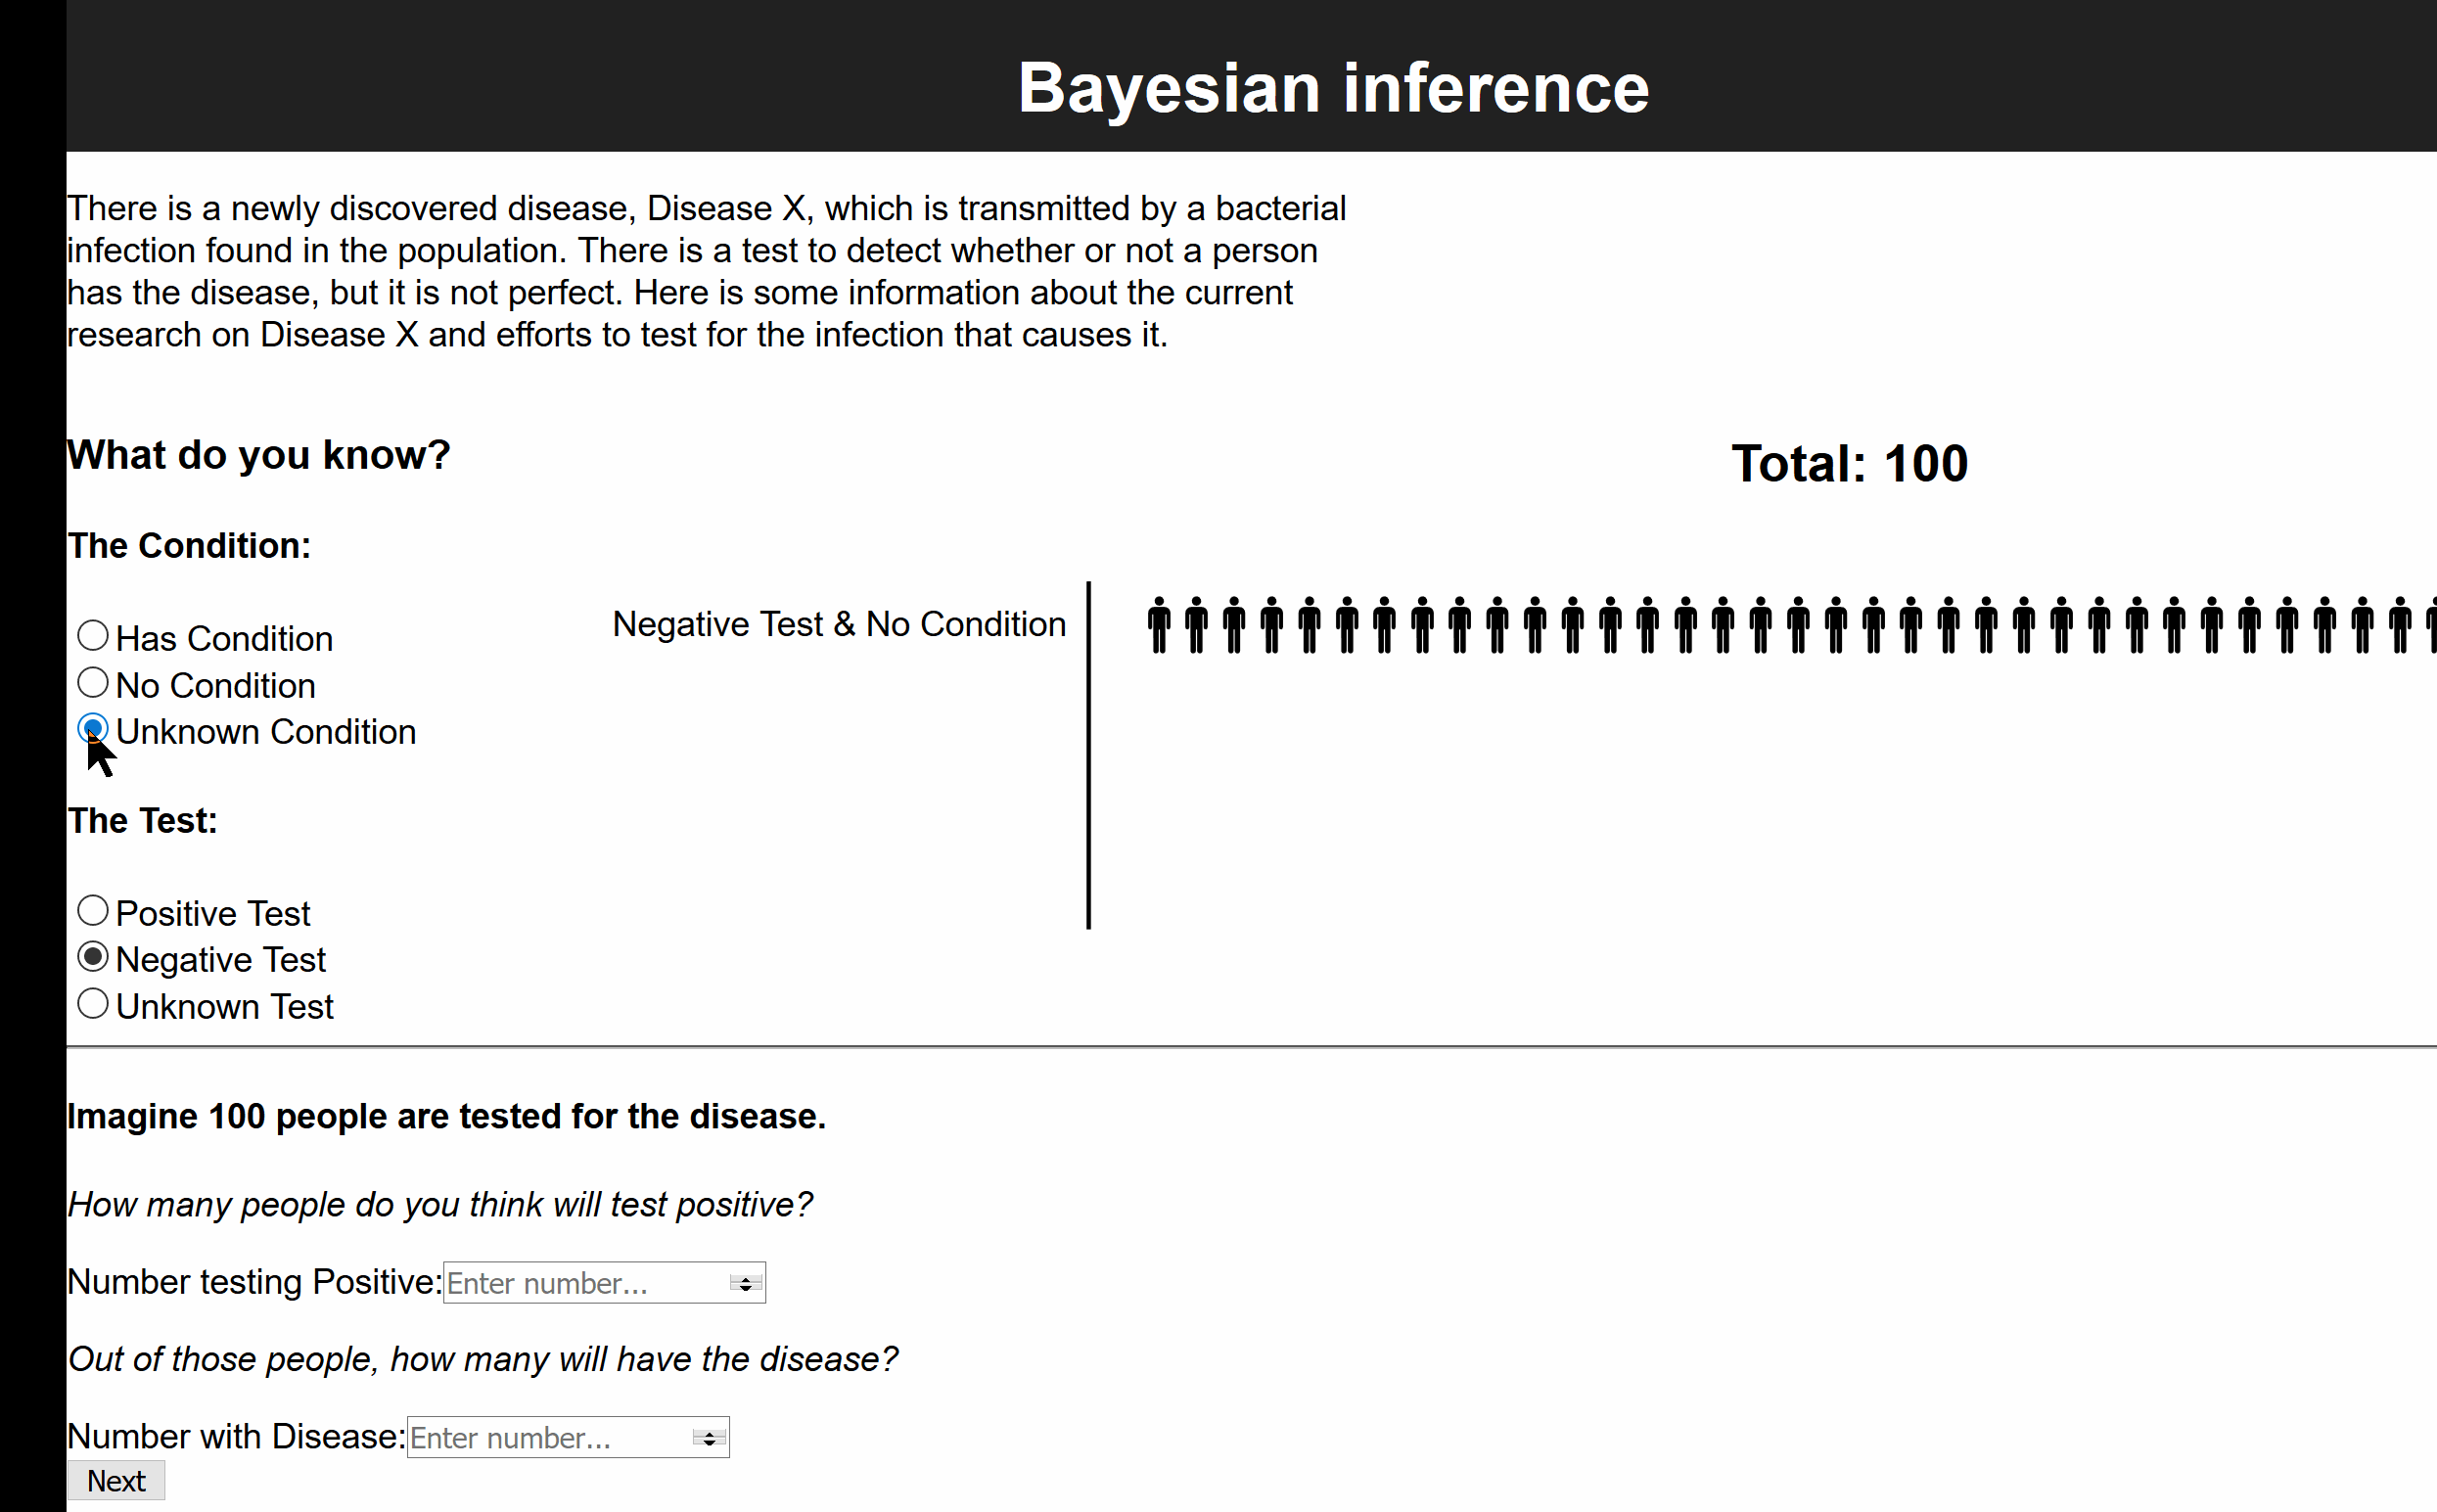 Bayesian inference
There is a newly discovered disease, Disease X, which is transmitted by a bacterial
infection found in the population. There is a test to detect whether or not a person
has the disease, but it is not perfect. Here is some information about the current
research on Disease X and efforts to test for the infection that causes it.
What do you know?
Total: 100
The Condition:
Has Condition
No Condition
Unknown Condition
Negative Test & No Condition
The Test:
Positive Test
Negative Test
Unknown Test
Imagine 100 people are tested for the disease.
How many people do you think will test positive?
Number testing Positive: Enter number...
Out of those people, how many will have the disease?
Number with Disease: Enter number...
Next